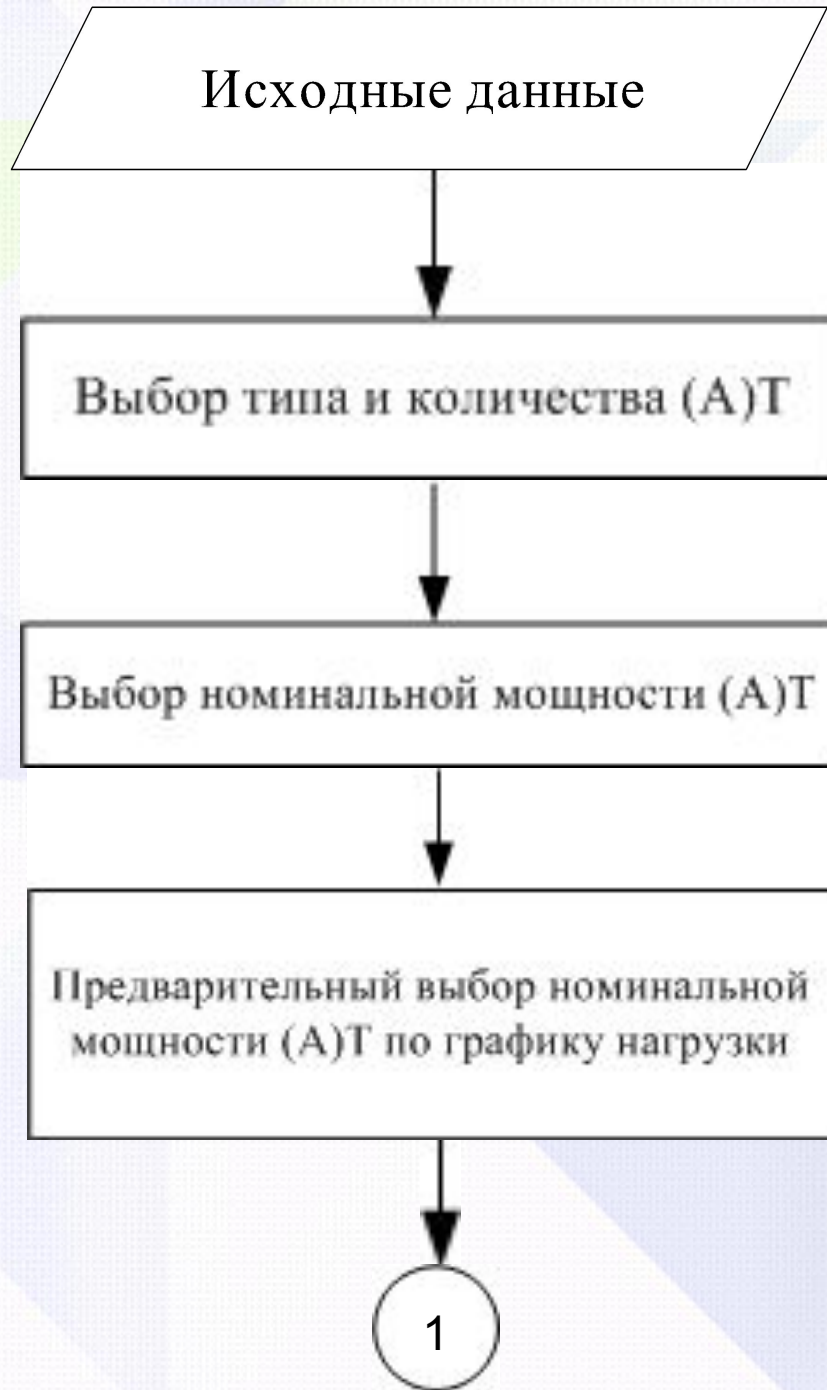 Исходные данные
Выбор типа и количества (А)Т
Выбор номинальной мощности (А)Т
Предварительный выбор номинальной
мощности (А)Т по графику нагрузки
1